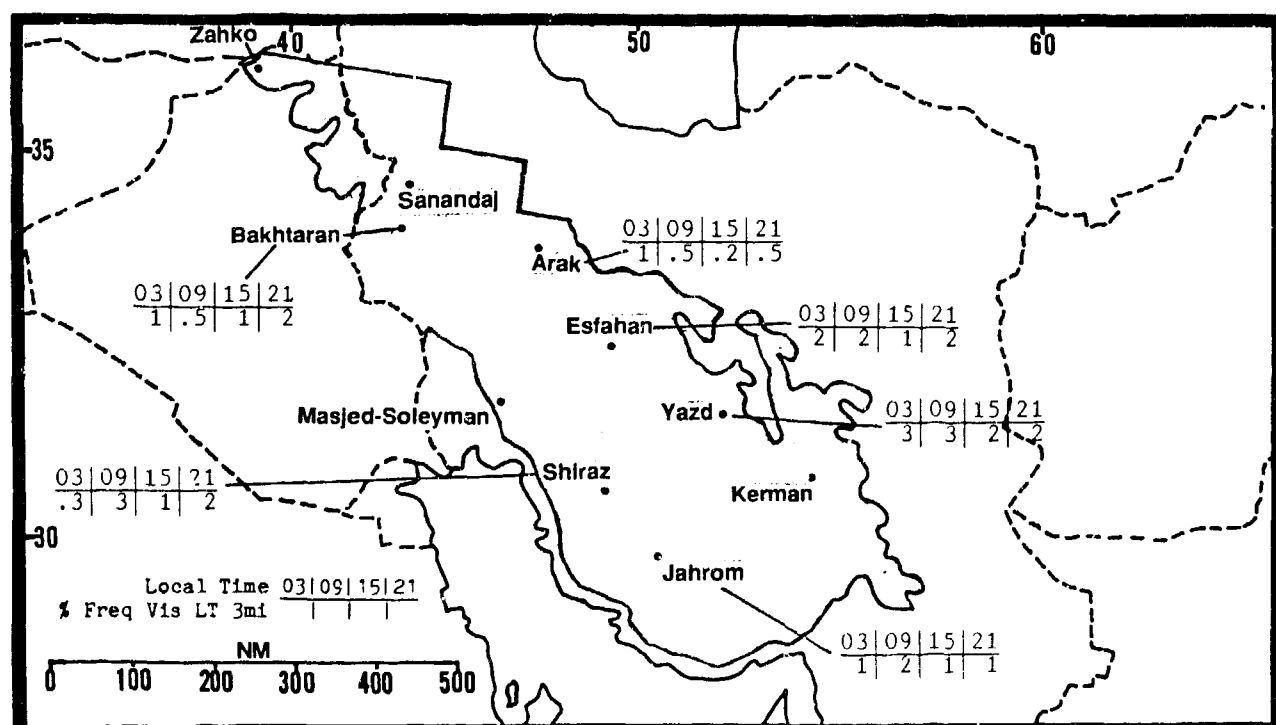 Zahko
40
50
60
35
Sanandaj
Bakhtaran
03|09|15|21
1|.5|1|2
03|09|15|21
1|.5|.2|.5
Arak
Esfahan
03|09|15|21
2|2|1|2
Masjed-Soleyman
Yazd
03|09|15|21
3|3|2|2
Shiraz
03|09|15|21
.3|3|1|2
Kerman
30
Jahrom
Local Time 03|09|15|21
% Freq Vis LT 3mi | | |
03|09|15|21
1|2|1|1
NM
0 100 200 300 400 500